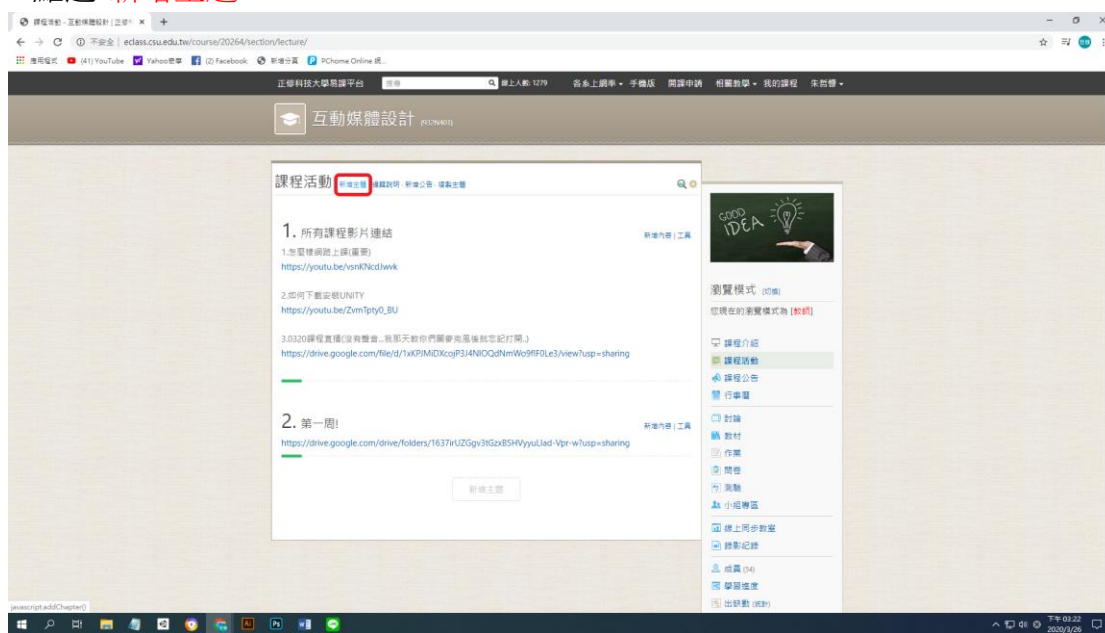 課程活動 - 互動媒體設計 | 正修
不安全 | eclass.csu.edu.tw/course/20264/section/lecture/
應用程式 (41) YouTube Yahoo奇摩 (2) Facebook 新增分頁 PChome Online 網...
正修科技大學易課平台 搜尋 線上人數: 1279 各系上網率 手機版 開課申請 相關教學 我的課程
互動媒體設計
課程活動 新增主題 編輯說明 · 新增公告 · 複製主題
1. 所有課程影片連結
新增內容 | 工具
1.怎麼樣網路上課(重要)
https://youtu.be/vsnKNcdJwvk
2.如何下載安裝UNITY
https://youtu.be/ZvmTpty0_BU
3.0320課程直播(沒有聲音...我那天教你們關麥克風後就忘記打開..)
https://drive.google.com/file/d/1xKPJMiDXcojP3J4NIOQdNmWo9flF0Le3/view?usp=sharing
2. 第一周!
新增內容 | 工具
https://drive.google.com/drive/folders/1637irUZGgv3tGzxBSHVyyuLlad-Vpr-w?usp=sharing
新增主題
GOOD IDEA
瀏覽模式 (切換)
您現在的瀏覽模式為 [教師]
課程介紹
課程活動
課程公告
行事曆
討論
教材
作業
問卷
測驗
小組專區
線上同步教室
錄影紀錄
成員 (54)
學習進度
出缺勤 (統計)
javascript:addChapter()
下午 03:22
2020/3/26